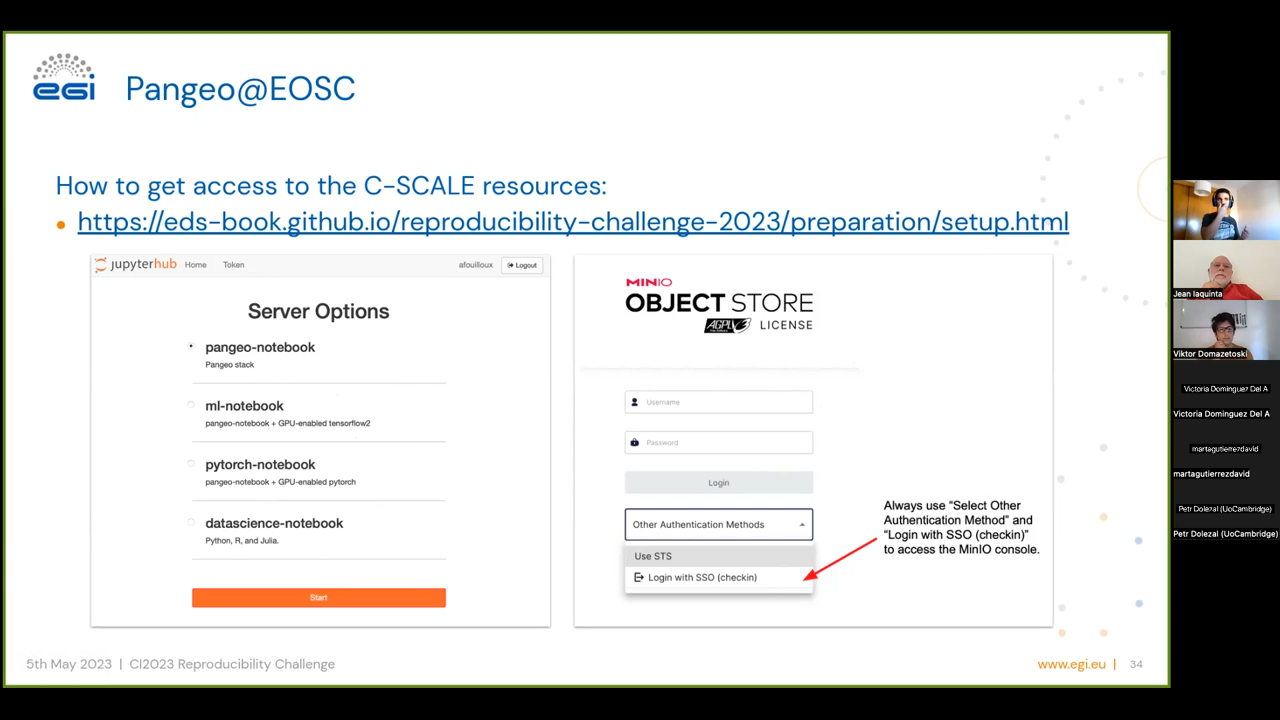 egi
Pangeo@EOSC
How to get access to the C-SCALE resources:
https://eds-book.github.io/reproducibility-challenge-2023/preparation/setup.html
jupyterhub Home Token afouilloux Logout
Server Options
pangeo-notebook
Pangeo stack
ml-notebook
pangeo-notebook + GPU-enabled tensorflow2
pytorch-notebook
pangeo-notebook + GPU-enabled pytorch
datascience-notebook
Python, R, and Julia.
Start
MINIO
OBJECT STORE
AGPLv3 LICENSE
Username
Password
Login
Other Authentication Methods
Use STS
Login with SSO (checkin)
Always use “Select Other
Authentication Method” and
“Login with SSO (checkin)”
to access the MinIO console.
5th May 2023 | CI2023 Reproducibility Challenge
www.egi.eu | 34
Jean Iaquinta
Viktor Domazetoski
Victoria Dominguez Del A
Victoria Dominguez Del A
martagutierrezdavid
martagutierrezdavid
Petr Dolezal (UoCambridge)
Petr Dolezal (UoCambridge)